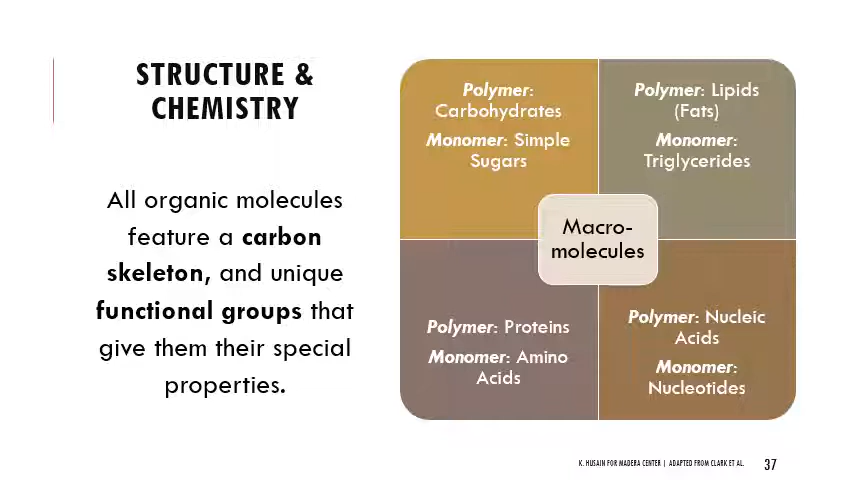 STRUCTURE &
CHEMISTRY
All organic molecules
feature a carbon
skeleton, and unique
functional groups that
give them their special
properties.
Polymer:
Carbohydrates
Monomer: Simple
Sugars
Polymer: Lipids
(Fats)
Monomer:
Triglycerides
Macro-
molecules
Polymer: Proteins
Monomer: Amino
Acids
Polymer: Nucleic
Acids
Monomer:
Nucleotides
K. HUSAIN FOR MADERA CENTER | ADAPTED FROM CLARK ET AL.
37